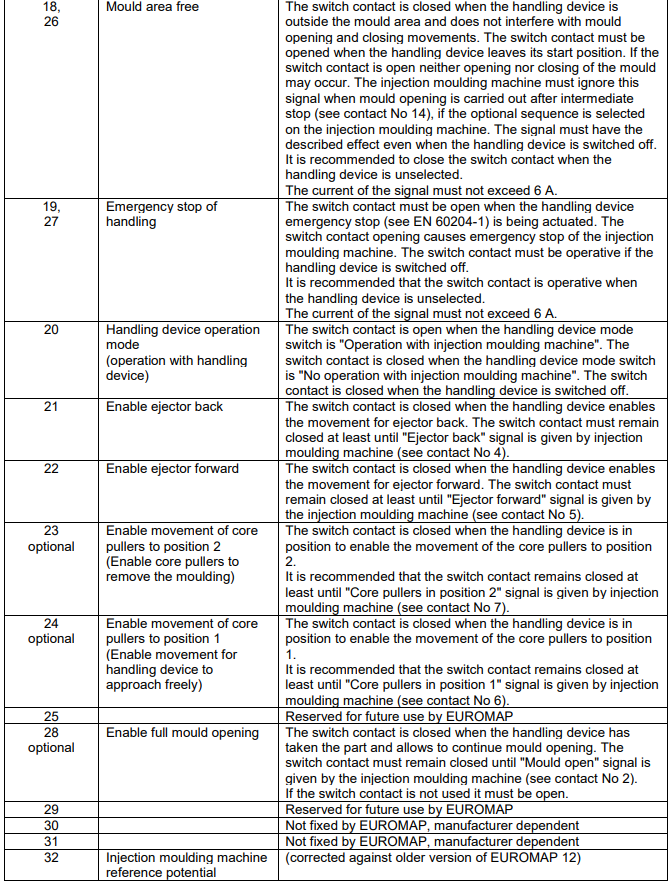 18,
26
Mould area free
The switch contact is closed when the handling device is
outside the mould area and does not interfere with mould
opening and closing movements. The switch contact must be
opened when the handling device leaves its start position. If the
switch contact is open neither opening nor closing of the mould
may occur. The injection moulding machine must ignore this
signal when mould opening is carried out after intermediate
stop (see contact No 14), if the optional sequence is selected
on the injection moulding machine. The signal must have the
described effect even when the handling device is switched off.
It is recommended to close the switch contact when the
handling device is unselected.
The current of the signal must not exceed 6 A.
19,
27
Emergency stop of
handling
The switch contact must be open when the handling device
emergency stop (see EN 60204-1) is being actuated. The
switch contact opening causes emergency stop of the injection
moulding machine. The switch contact must be operative if the
handling device is switched off.
It is recommended that the switch contact is operative when
the handling device is unselected.
The current of the signal must not exceed 6 A.
20
Handling device operation
mode
(operation with handling
device)
The switch contact is open when the handling device mode
switch is "Operation with injection moulding machine". The
switch contact is closed when the handling device mode switch
is "No operation with injection moulding machine". The switch
contact is closed when the handling device is switched off.
21
Enable ejector back
The switch contact is closed when the handling device enables
the movement for ejector back. The switch contact must remain
closed at least until "Ejector back" signal is given by injection
moulding machine (see contact No 4).
22
Enable ejector forward
The switch contact is closed when the handling device enables
the movement for ejector forward. The switch contact must
remain closed at least until "Ejector forward" signal is given by
the injection moulding machine (see contact No 5).
23
optional
Enable movement of core
pullers to position 2
(Enable core pullers to
remove the moulding)
The switch contact is closed when the handling device is in
position to enable the movement of the core pullers to position
2.
It is recommended that the switch contact remains closed at
least until "Core pullers in position 2" signal is given by injection
moulding machine (see contact No 7).
24
optional
Enable movement of core
pullers to position 1
(Enable movement for
handling device to
approach freely)
The switch contact is closed when the handling device is in
position to enable the movement of the core pullers to position
1.
It is recommended that the switch contact remains closed at
least until "Core pullers in position 1" signal is given by injection
moulding machine (see contact No 6).
25
Reserved for future use by EUROMAP
28
optional
Enable full mould opening
The switch contact is closed when the handling device has
taken the part and allows to continue mould opening. The
switch contact must remain closed until "Mould open" signal is
given by the injection moulding machine (see contact No 2).
If the switch contact is not used it must be open.
29
Reserved for future use by EUROMAP
30
Not fixed by EUROMAP, manufacturer dependent
31
Not fixed by EUROMAP, manufacturer dependent
32
Injection moulding machine
reference potential
(corrected against older version of EUROMAP 12)